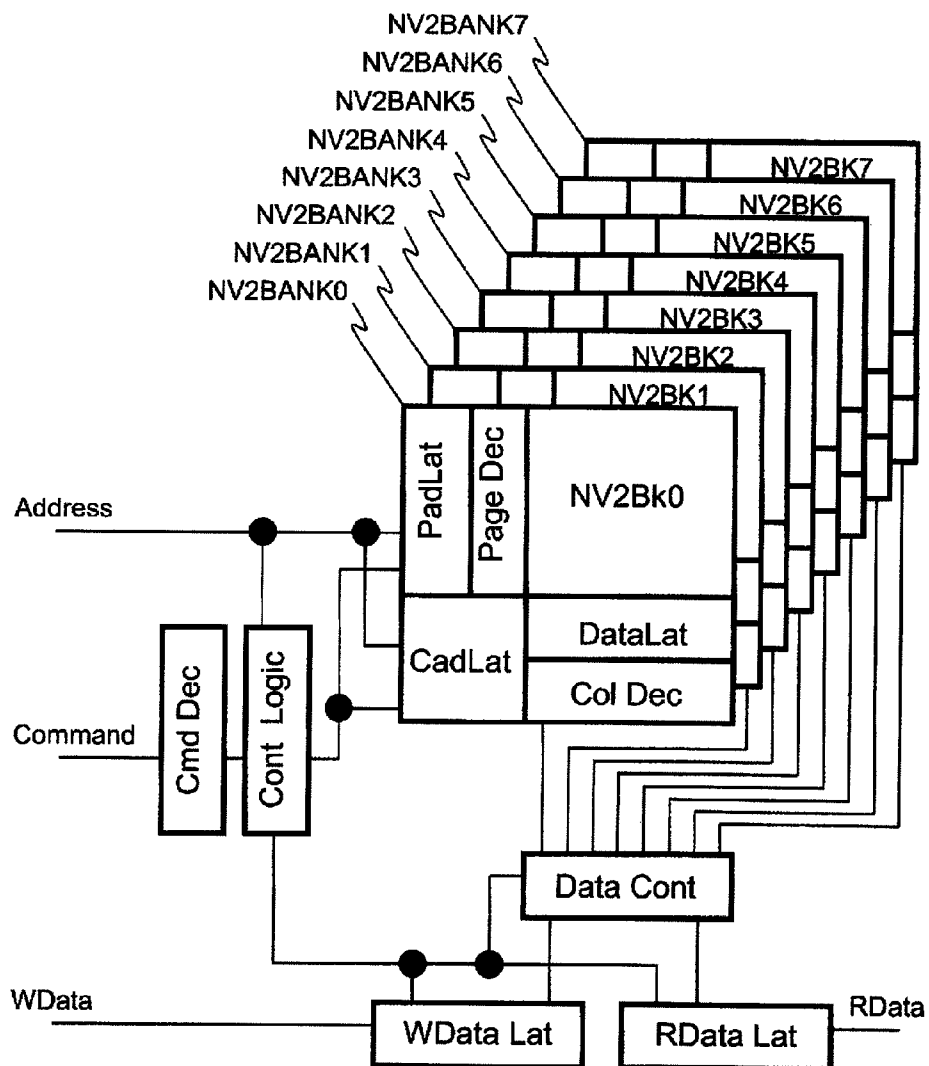 NV2BANK7
NV2BANK6
NV2BANK5
NV2BANK4
NV2BANK3
NV2BANK2
NV2BANK1
NV2BANK0
NV2BK7
NV2BK6
NV2BK5
NV2BK4
NV2BK3
NV2BK2
NV2BK1
PadLat
Page Dec
NV2Bk0
Address
CadLat
DataLat
Col Dec
Command
Cmd Dec
Cont Logic
Data Cont
WData
WData Lat
RData Lat
RData